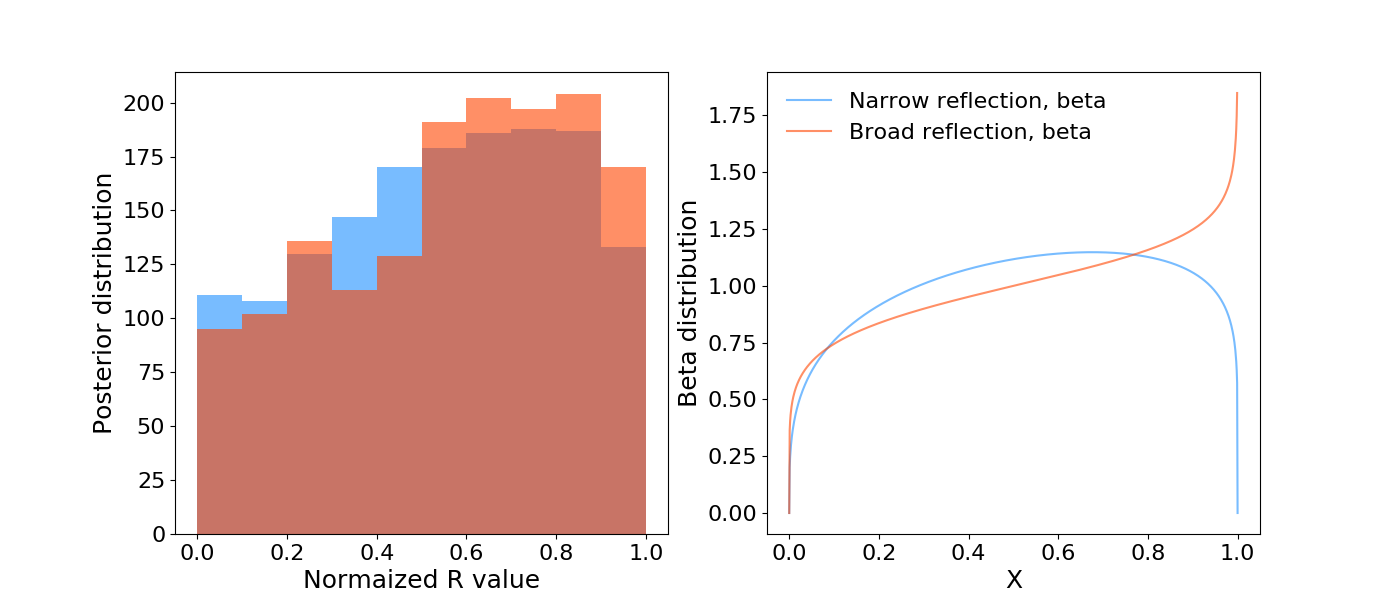 Posterior distribution
200
175
150
125
100
75
50
25
0
0.0 0.2 0.4 0.6 0.8 1.0
Normaized R value
Beta distribution
Narrow reflection, beta
Broad reflection, beta
1.75
1.50
1.25
1.00
0.75
0.50
0.25
0.00
0.0 0.2 0.4 0.6 0.8 1.0
X